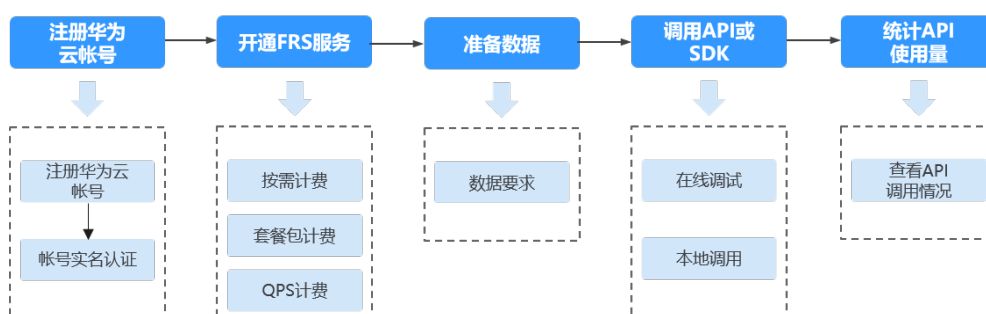 注册华为
云帐号
开通FRS服务
准备数据
调用API或
SDK
统计API
使用量
注册华为云
帐号
帐号实名认证
按需计费
套餐包计费
QPS计费
数据要求
在线调试
本地调用
查看API
调用情况